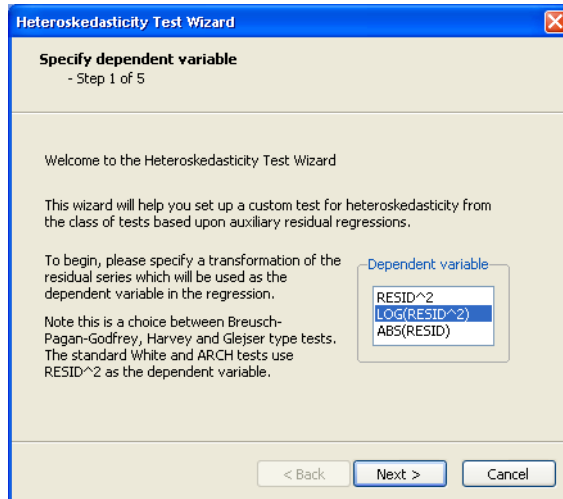 Heteroskedasticity Test Wizard
Specify dependent variable
- Step 1 of 5
Welcome to the Heteroskedasticity Test Wizard
This wizard will help you set up a custom test for heteroskedasticity from
the class of tests based upon auxiliary residual regressions.
To begin, please specify a transformation of the
residual series which will be used as the
dependent variable in the regression.
Note this is a choice between Breusch-
Pagan-Godfrey, Harvey and Glejser type tests.
The standard White and ARCH tests use
RESID^2 as the dependent variable.
Dependent variable
RESID^2
LOG(RESID^2)
ABS(RESID)
< Back
Next >
Cancel